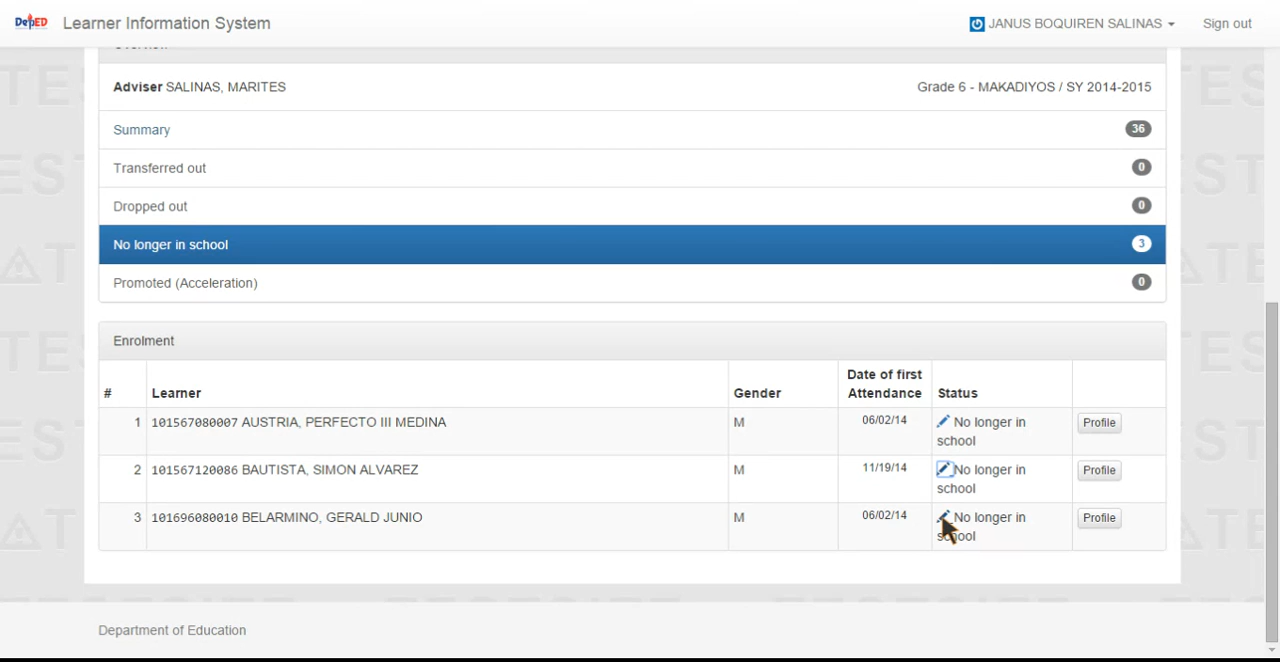 DepED Learner Information System JANUS BOQUIREN SALINAS Sign out
Overview
Adviser SALINAS, MARITES Grade 6 - MAKADIYOS / SY 2014-2015
Summary 36
Transferred out 0
Dropped out 0
No longer in school 3
Promoted (Acceleration) 0
Enrolment
# Learner Gender Date of first Attendance Status
1 101567080007 AUSTRIA, PERFECTO III MEDINA M 06/02/14 No longer in school Profile
2 101567120086 BAUTISTA, SIMON ALVAREZ M 11/19/14 No longer in school Profile
3 101696080010 BELARMINO, GERALD JUNIO M 06/02/14 No longer in school Profile
Department of Education